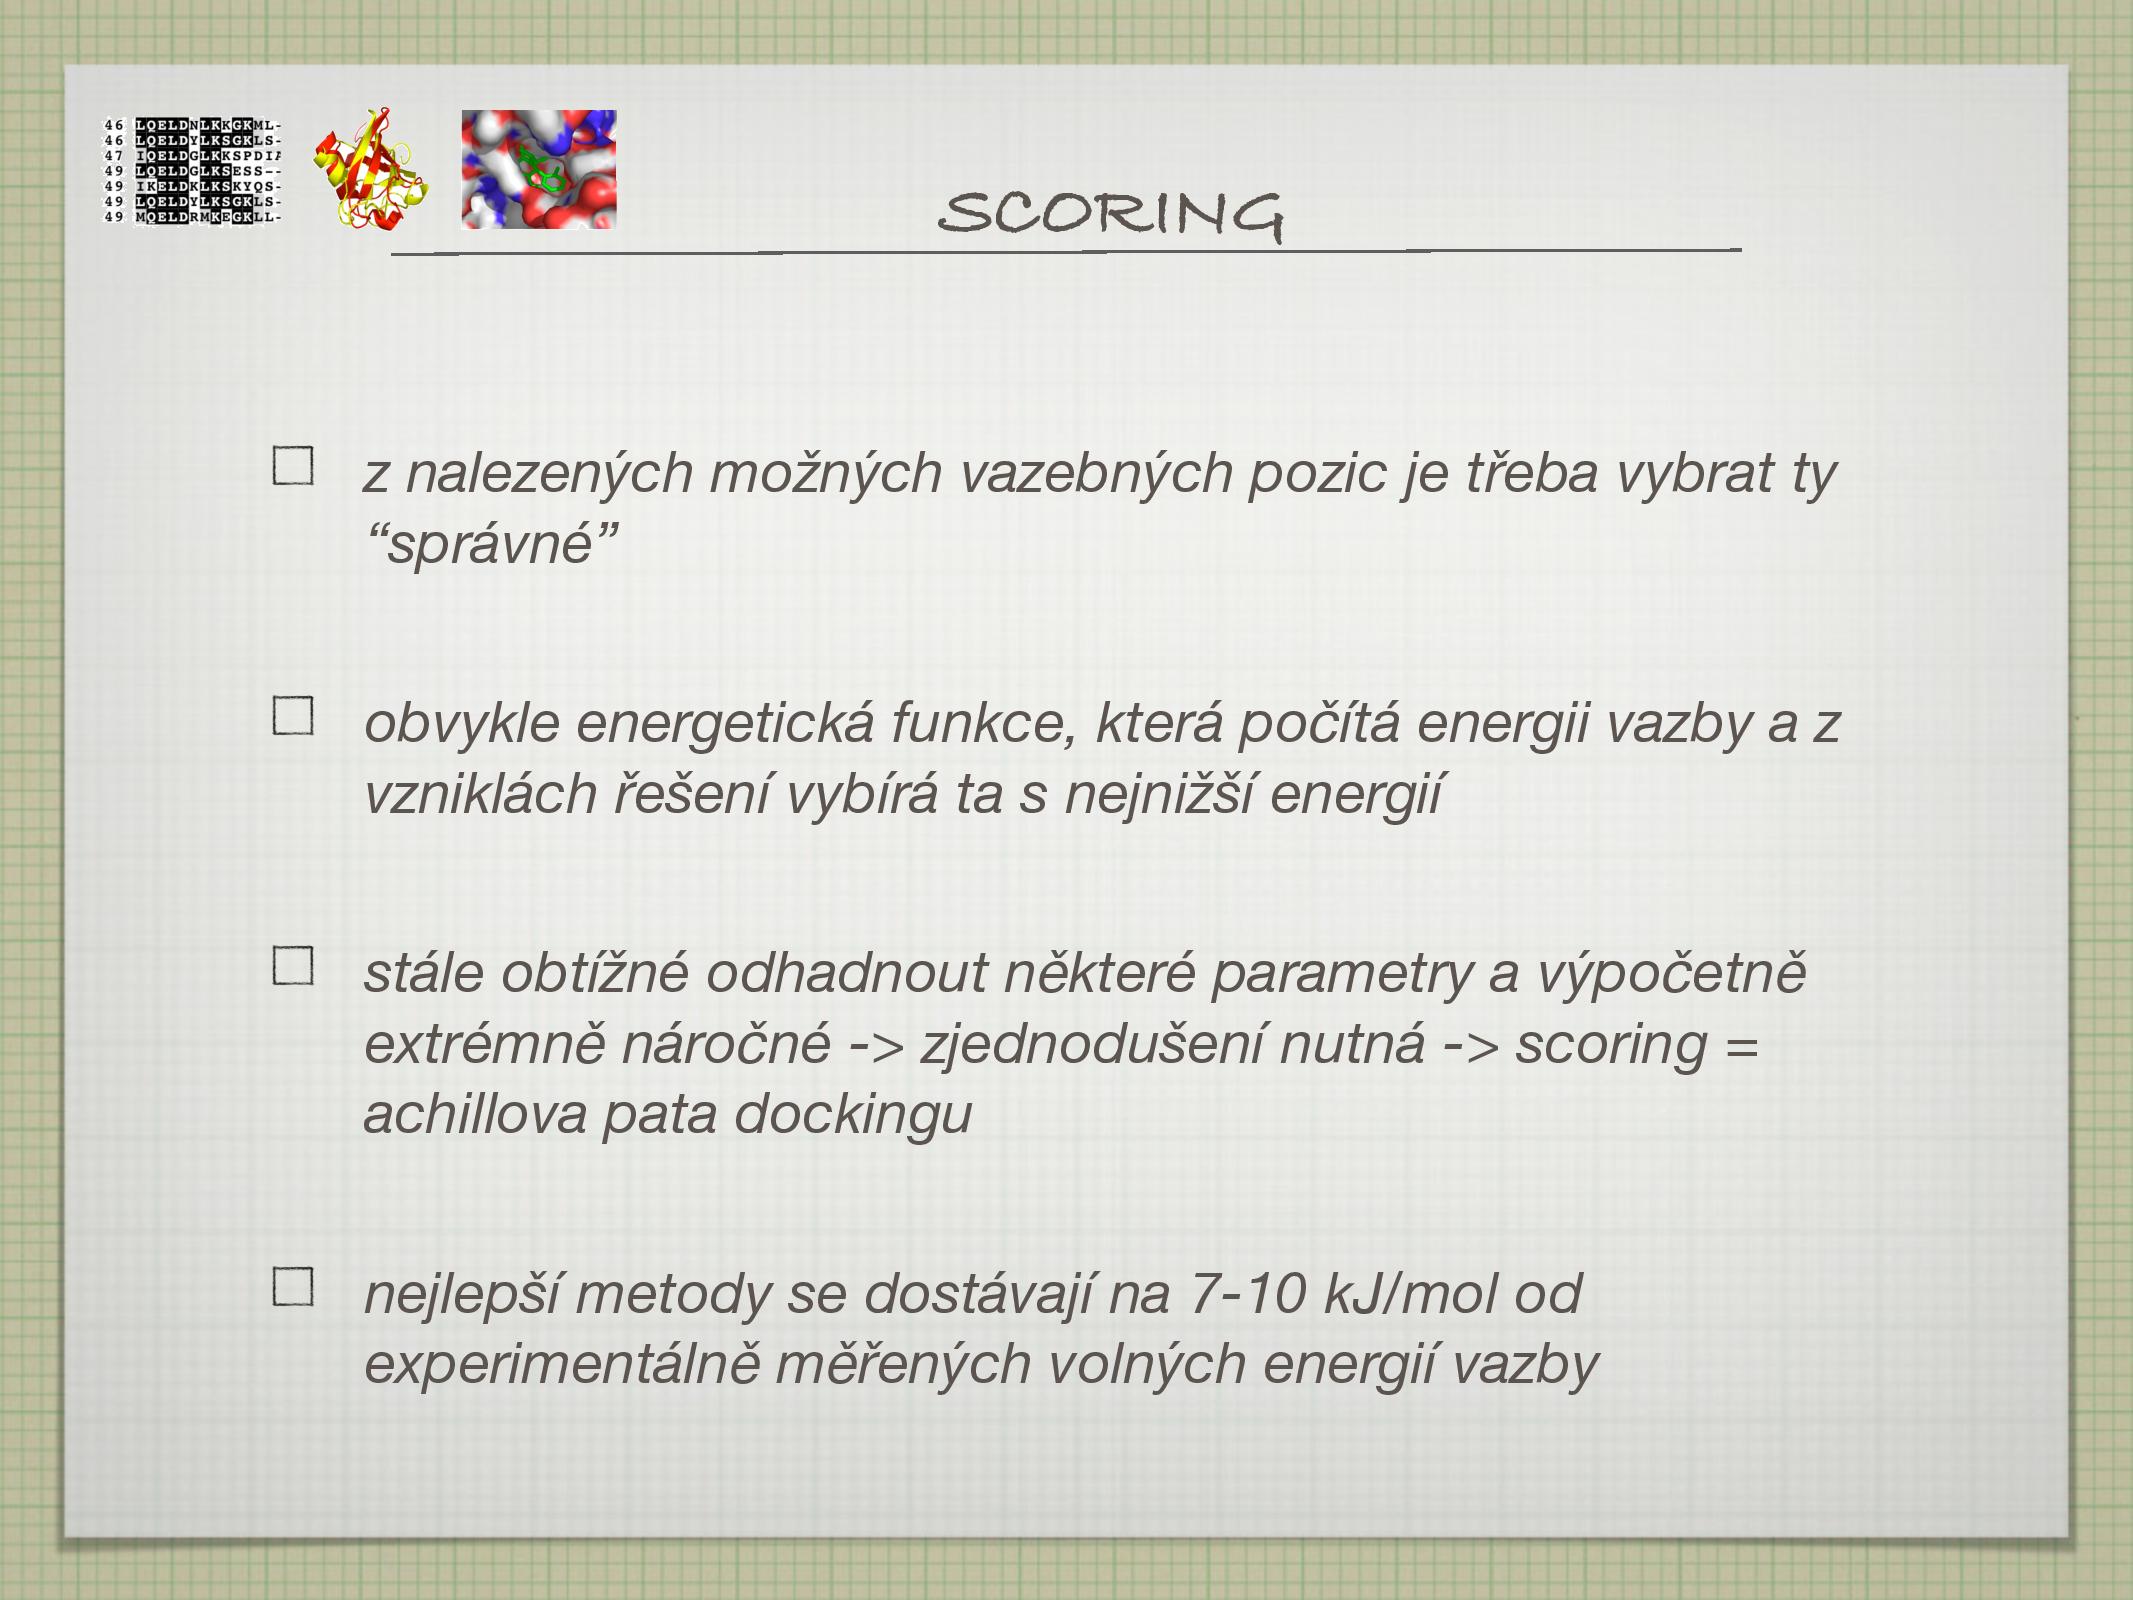 46 LQELDNLKKGKML-
46 LQELDYLKSGKLS-
47 IQELDGLKKSPDIA
49 LQELDGLKSESS--
49 IKELDKLKSKYQS-
49 LQELDYLKSGKLS-
49 MQELDRMKEGKLL-
SCORING
z nalezených možných vazebných pozic je třeba vybrat ty
“správné”
obvykle energetická funkce, která počítá energii vazby a z
vzniklách řešení vybírá ta s nejnižší energií
stále obtížné odhadnout některé parametry a výpočetně
extrémně náročné -> zjednodušení nutná -> scoring =
achillova pata dockingu
nejlepší metody se dostávají na 7-10 kJ/mol od
experimentálně měřených volných energií vazby